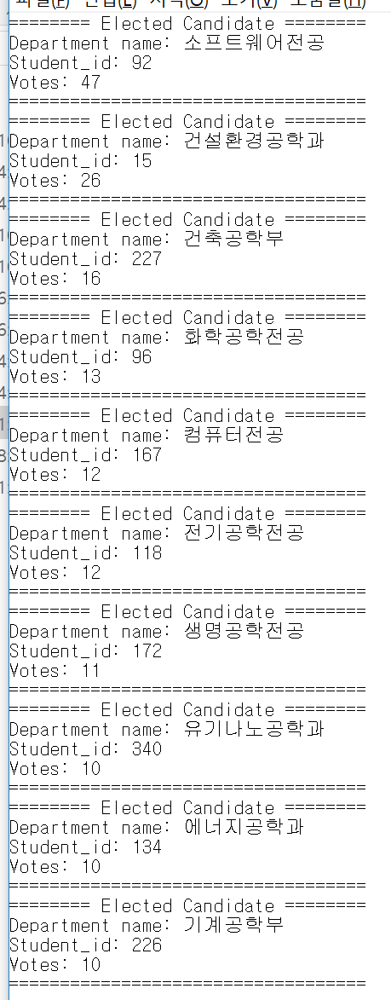 ======== Elected Candidate ========
Department name: 소프트웨어전공
Student_id: 92
Votes: 47
===================================
======== Elected Candidate ========
Department name: 건설환경공학과
Student_id: 15
Votes: 26
===================================
======== Elected Candidate ========
Department name: 건축공학부
Student_id: 227
Votes: 16
===================================
======== Elected Candidate ========
Department name: 화학공학전공
Student_id: 96
Votes: 13
===================================
======== Elected Candidate ========
Department name: 컴퓨터전공
Student_id: 167
Votes: 12
===================================
======== Elected Candidate ========
Department name: 전기공학전공
Student_id: 118
Votes: 12
===================================
======== Elected Candidate ========
Department name: 생명공학전공
Student_id: 172
Votes: 11
===================================
======== Elected Candidate ========
Department name: 유기나노공학과
Student_id: 340
Votes: 10
===================================
======== Elected Candidate ========
Department name: 에너지공학과
Student_id: 134
Votes: 10
===================================
======== Elected Candidate ========
Department name: 기계공학부
Student_id: 226
Votes: 10
===================================